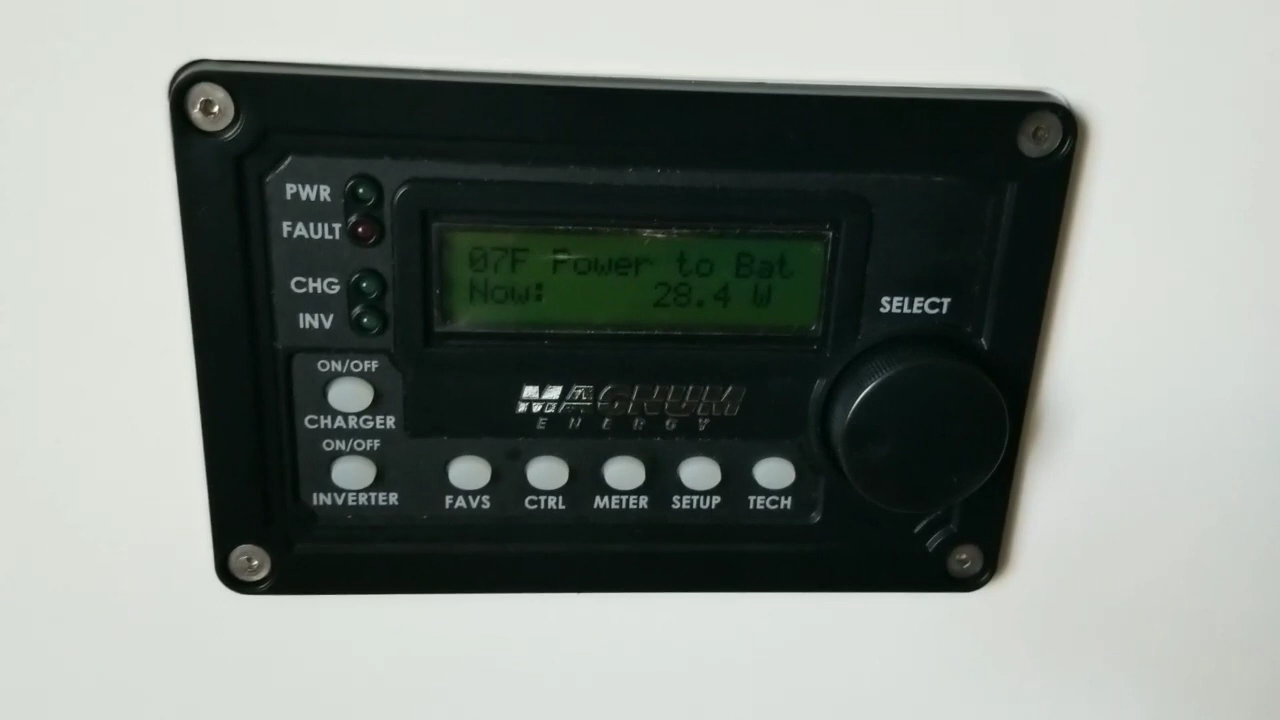 PWR
FAULT
CHG
INV
07F Power to Bat
Now: 28.4 W
SELECT
ON/OFF
CHARGER
ON/OFF
INVERTER
MAGNUM
ENERGY
FAVS
CTRL
METER
SETUP
TECH